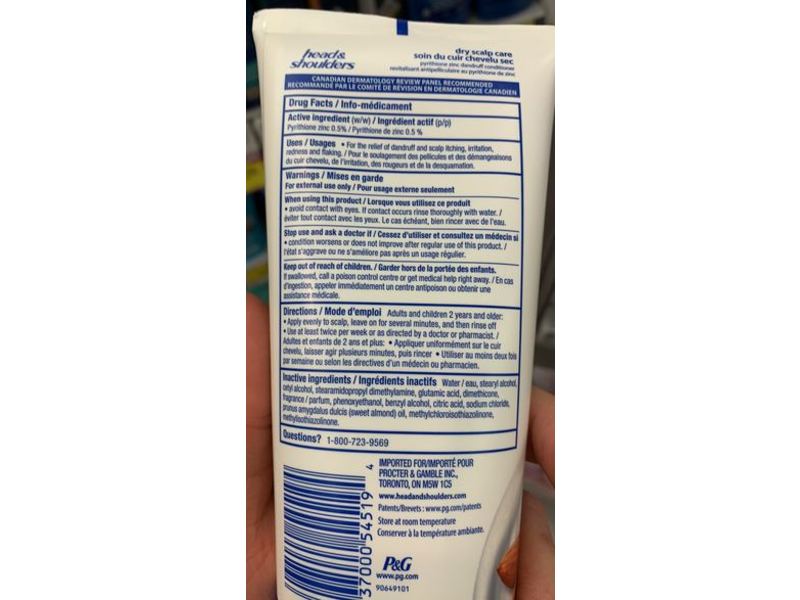 head&
shoulders
dry scalp care
soin du cuir chevelu sec
pyrithione zinc dandruff conditioner
revitalisant antipelliculaire au pyrithione de zinc
CANADIAN DERMATOLOGY REVIEW PANEL RECOMMENDED
RECOMMANDÉ PAR LE COMITÉ DE RÉVISION EN DERMATOLOGIE CANADIEN
Drug Facts / Info-médicament
Active ingredient (w/w) / Ingrédient actif (p/p)
Pyrithione zinc 0.5% / Pyrithione de zinc 0.5 %
Uses / Usages • For the relief of dandruff and scalp itching, irritation,
redness and flaking. / Pour le soulagement des pellicules et des démangeaisons
du cuir chevelu, de l'irritation, des rougeurs et de la desquamation.
Warnings / Mises en garde
For external use only / Pour usage externe seulement
When using this product / Lorsque vous utilisez ce produit
• avoid contact with eyes. If contact occurs rinse thoroughly with water. /
éviter tout contact avec les yeux. Le cas échéant, bien rincer avec de l'eau.
Stop use and ask a doctor if / Cessez d'utiliser et consultez un médecin si
• condition worsens or does not improve after regular use of this product. /
l'état s'aggrave ou ne s'améliore pas après un usage régulier.
Keep out of reach of children. / Garder hors de la portée des enfants.
If swallowed, call a poison control centre or get medical help right away. / En cas
d'ingestion, appeler immédiatement un centre antipoison ou obtenir une
assistance médicale.
Directions / Mode d'emploi Adults and children 2 years and older:
• Apply evenly to scalp, leave on for several minutes, and then rinse off
• Use at least twice per week or as directed by a doctor or pharmacist. /
Adultes et enfants de 2 ans et plus: • Appliquer uniformément sur le cuir
chevelu, laisser agir plusieurs minutes, puis rincer • Utiliser au moins deux fois
par semaine ou selon les directives d'un médecin ou pharmacien.
Inactive ingredients / Ingrédients inactifs Water / eau, stearyl alcohol,
cetyl alcohol, stearamidopropyl dimethylamine, glutamic acid, dimethicone,
fragrance / parfum, phenoxyethanol, benzyl alcohol, citric acid, sodium chloride,
prunus amygdalus dulcis (sweet almond) oil, methylchloroisothiazolinone,
methylisothiazolinone.
Questions? 1-800-723-9569
IMPORTED FOR/IMPORTÉ POUR
PROCTER & GAMBLE INC.,
TORONTO, ON M5W 1C5
www.headandshoulders.com
Patents/Brevets : www.pg.com/patents
Store at room temperature
Conserver à la température ambiante.
P&G
www.pg.com
90649101
37000 54519 4